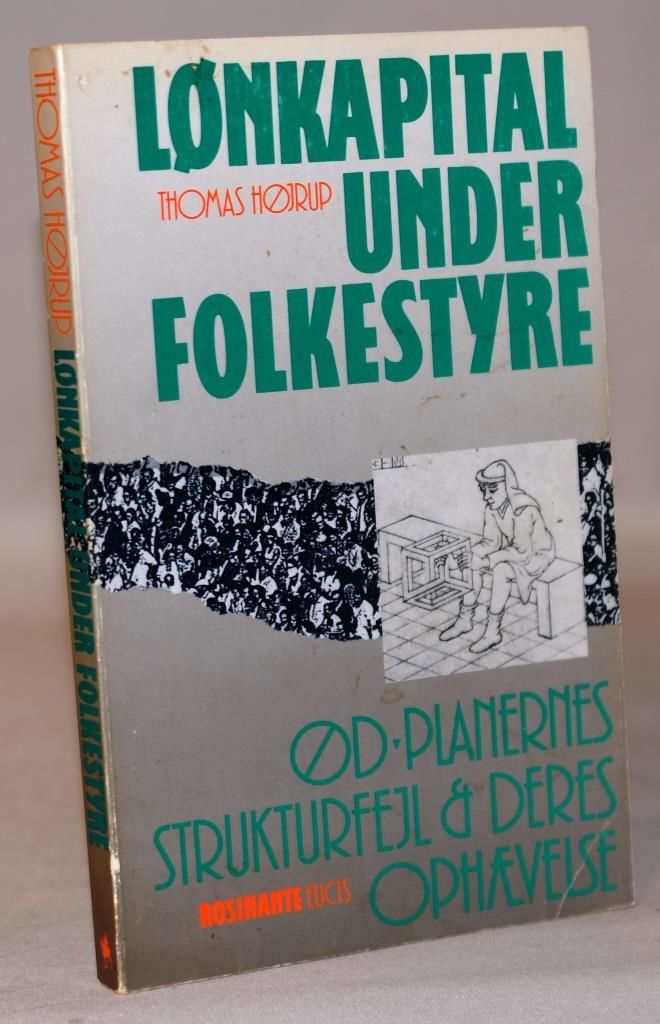 LØNKAPITAL
THOMAS HØJRUP
UNDER
FOLKESTYRE
ØD-PLANERNES
STRUKTURFEJL & DERES
OPHÆVELSE
ROSINANTE EUCIS
THOMAS HØJRUP LØNKAPITAL UNDER FOLKESTYRE